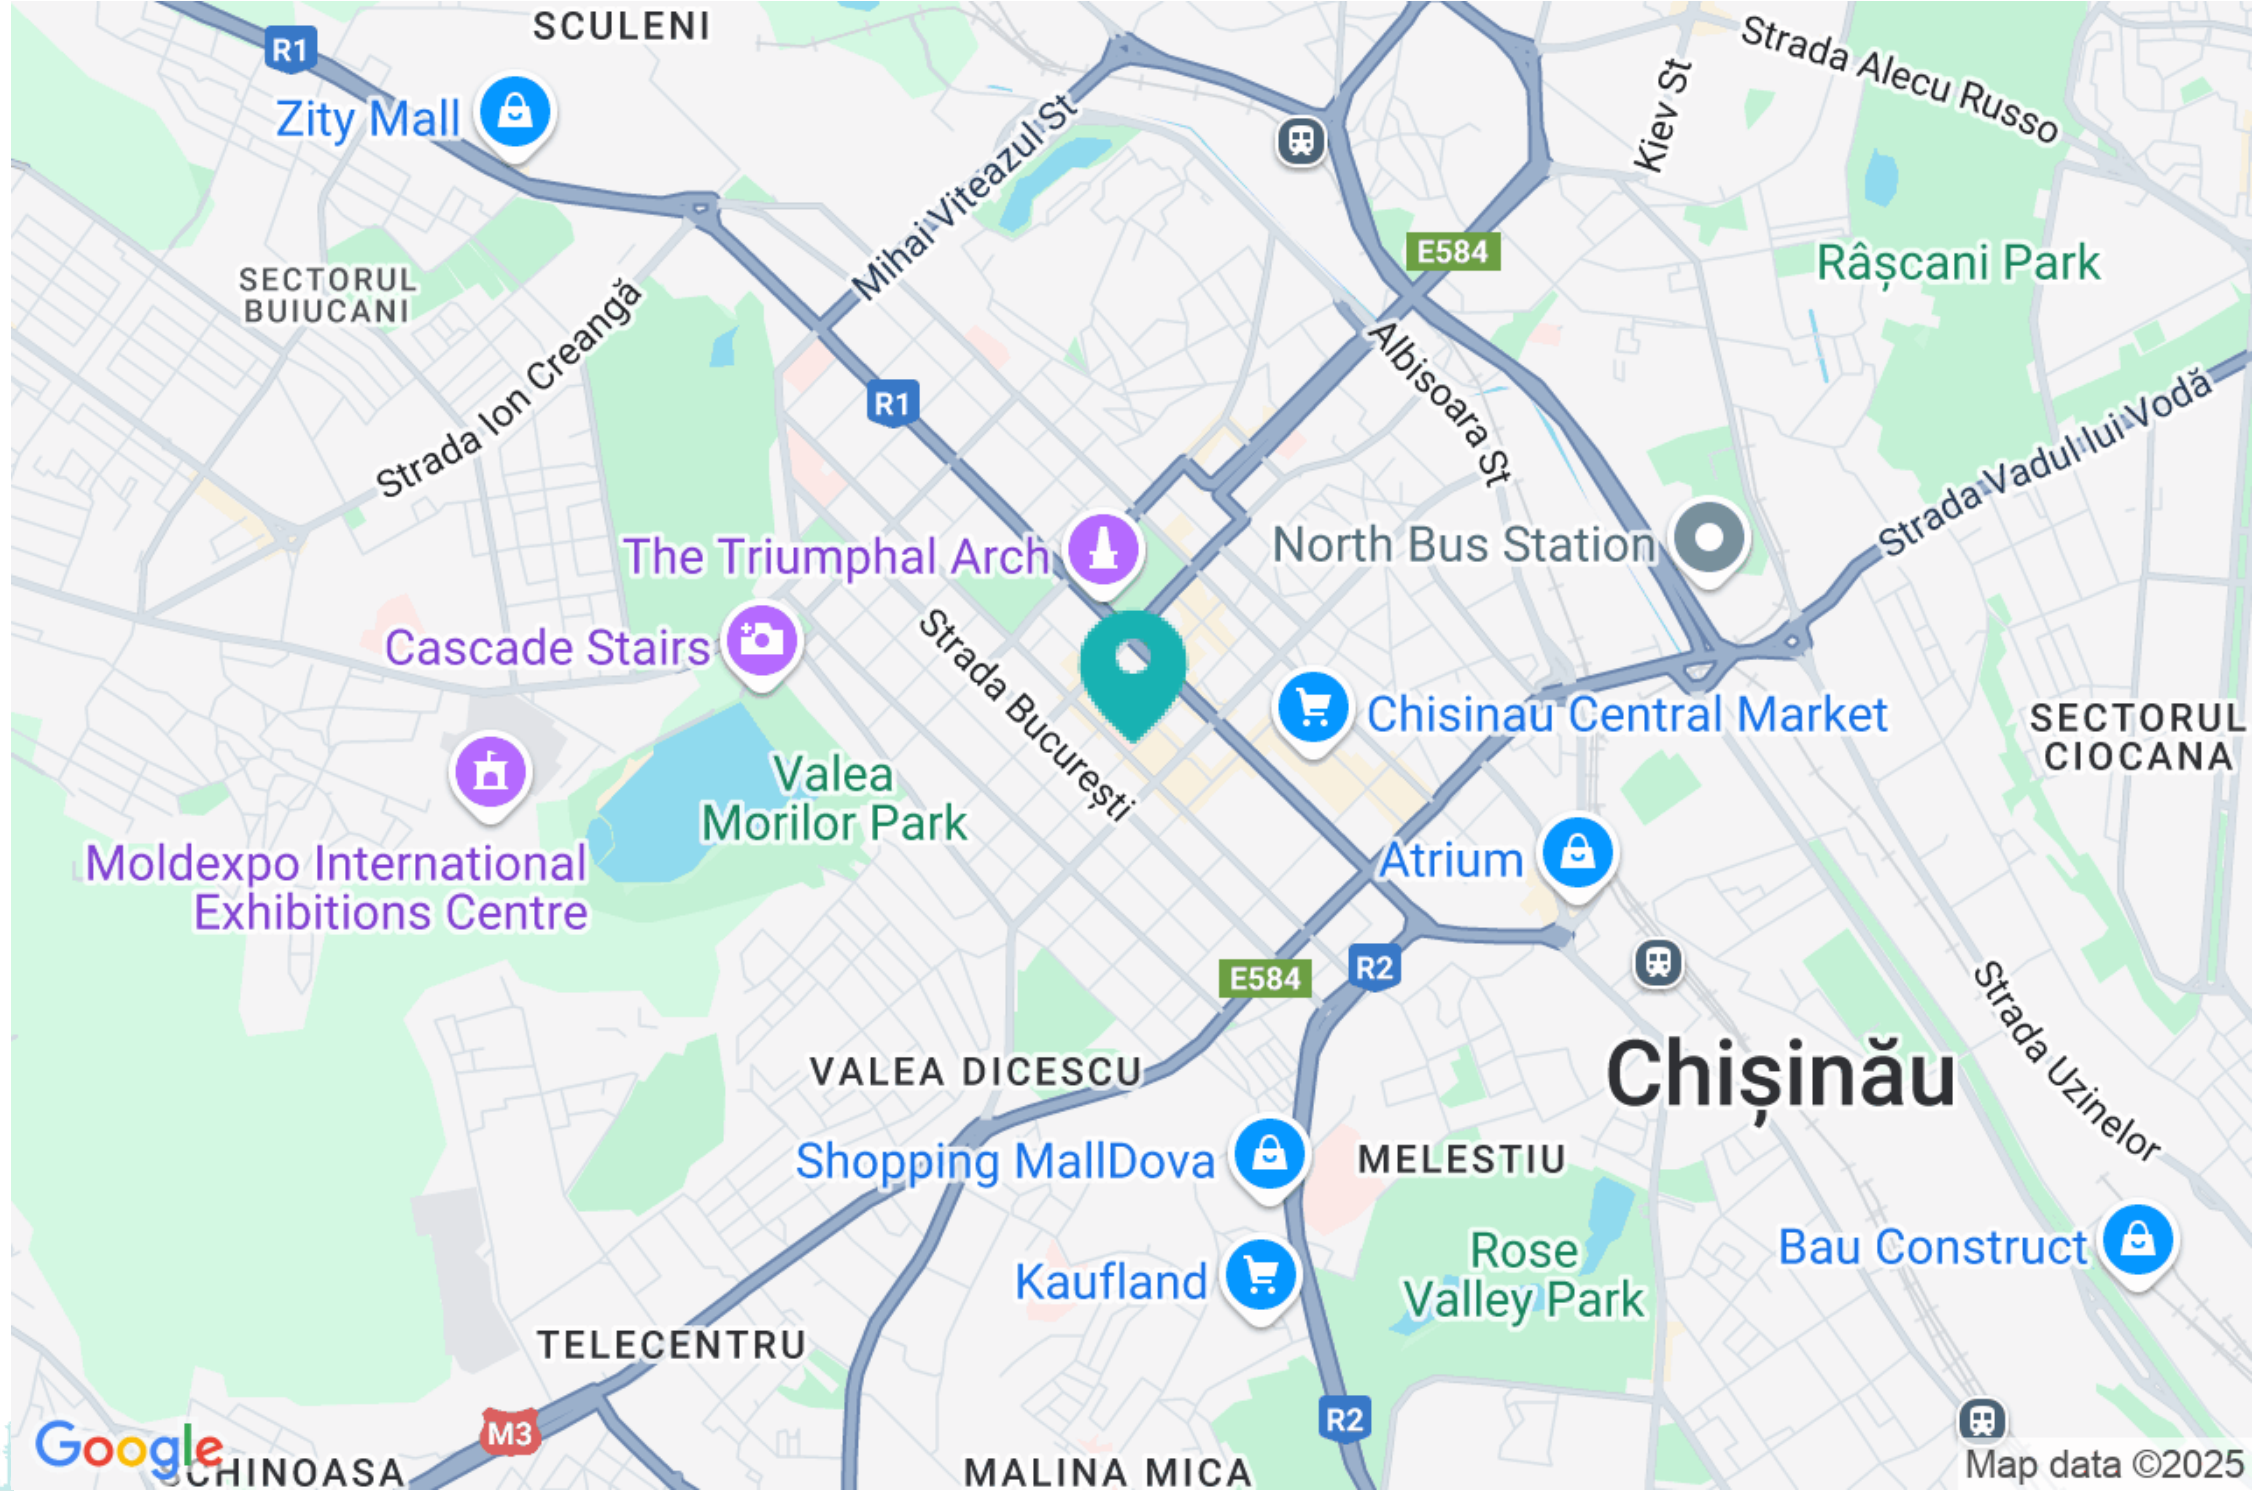 SCULENI
R1
Zity Mall
Strada Alecu Russo
Kiev St
Mihai Viteazul St
E584
Râșcani Park
SECTORUL
BUIUCANI
Strada Ion Creangă
R1
Albisoara St
Strada Vadul lui Vodă
The Triumphal Arch
North Bus Station
Cascade Stairs
Strada București
Chisinau Central Market
SECTORUL
CIOCANA
Valea
Morilor Park
Moldexpo International
Exhibitions Centre
Atrium
E584
R2
Chișinău
Strada Uzinelor
VALEA DICESCU
Shopping MallDova
MELESTIU
Rose
Valley Park
Bau Construct
Kaufland
TELECENTRU
M3
R2
Google
SCHINOASA
MALINA MICA
Map data ©2025